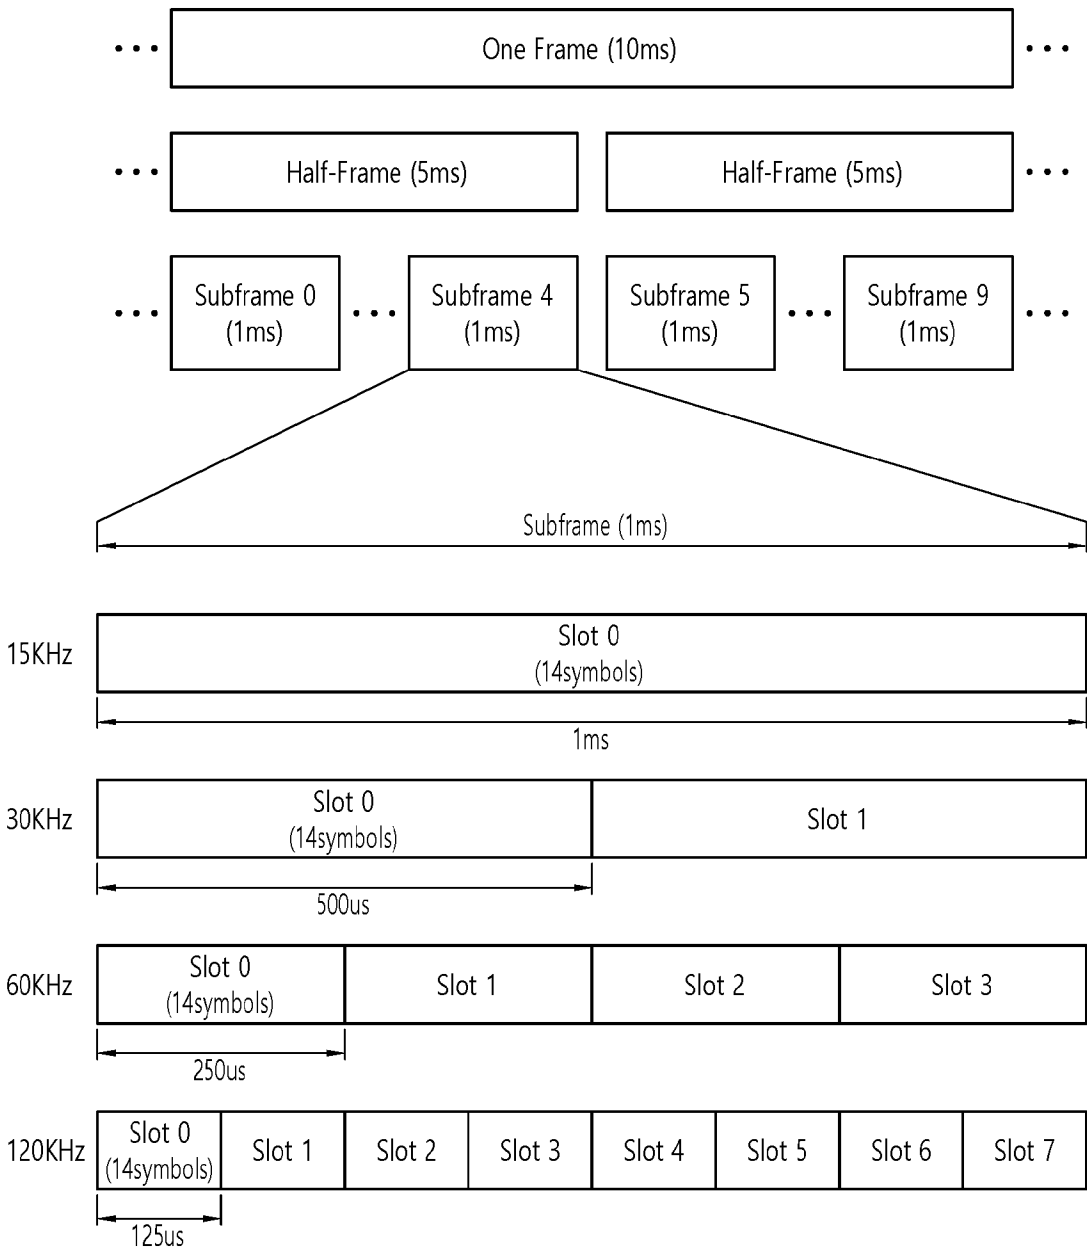 One Frame (10ms)
Half-Frame (5ms)
Half-Frame (5ms)
Subframe 0
(1ms)
Subframe 4
(1ms)
Subframe 5
(1ms)
Subframe 9
(1ms)
Subframe (1ms)
15KHz
Slot 0
(14symbols)
1ms
30KHz
Slot 0
(14symbols)
Slot 1
500us
60KHz
Slot 0
(14symbols)
Slot 1
Slot 2
Slot 3
250us
120KHz
Slot 0
(14symbols)
Slot 1
Slot 2
Slot 3
Slot 4
Slot 5
Slot 6
Slot 7
125us